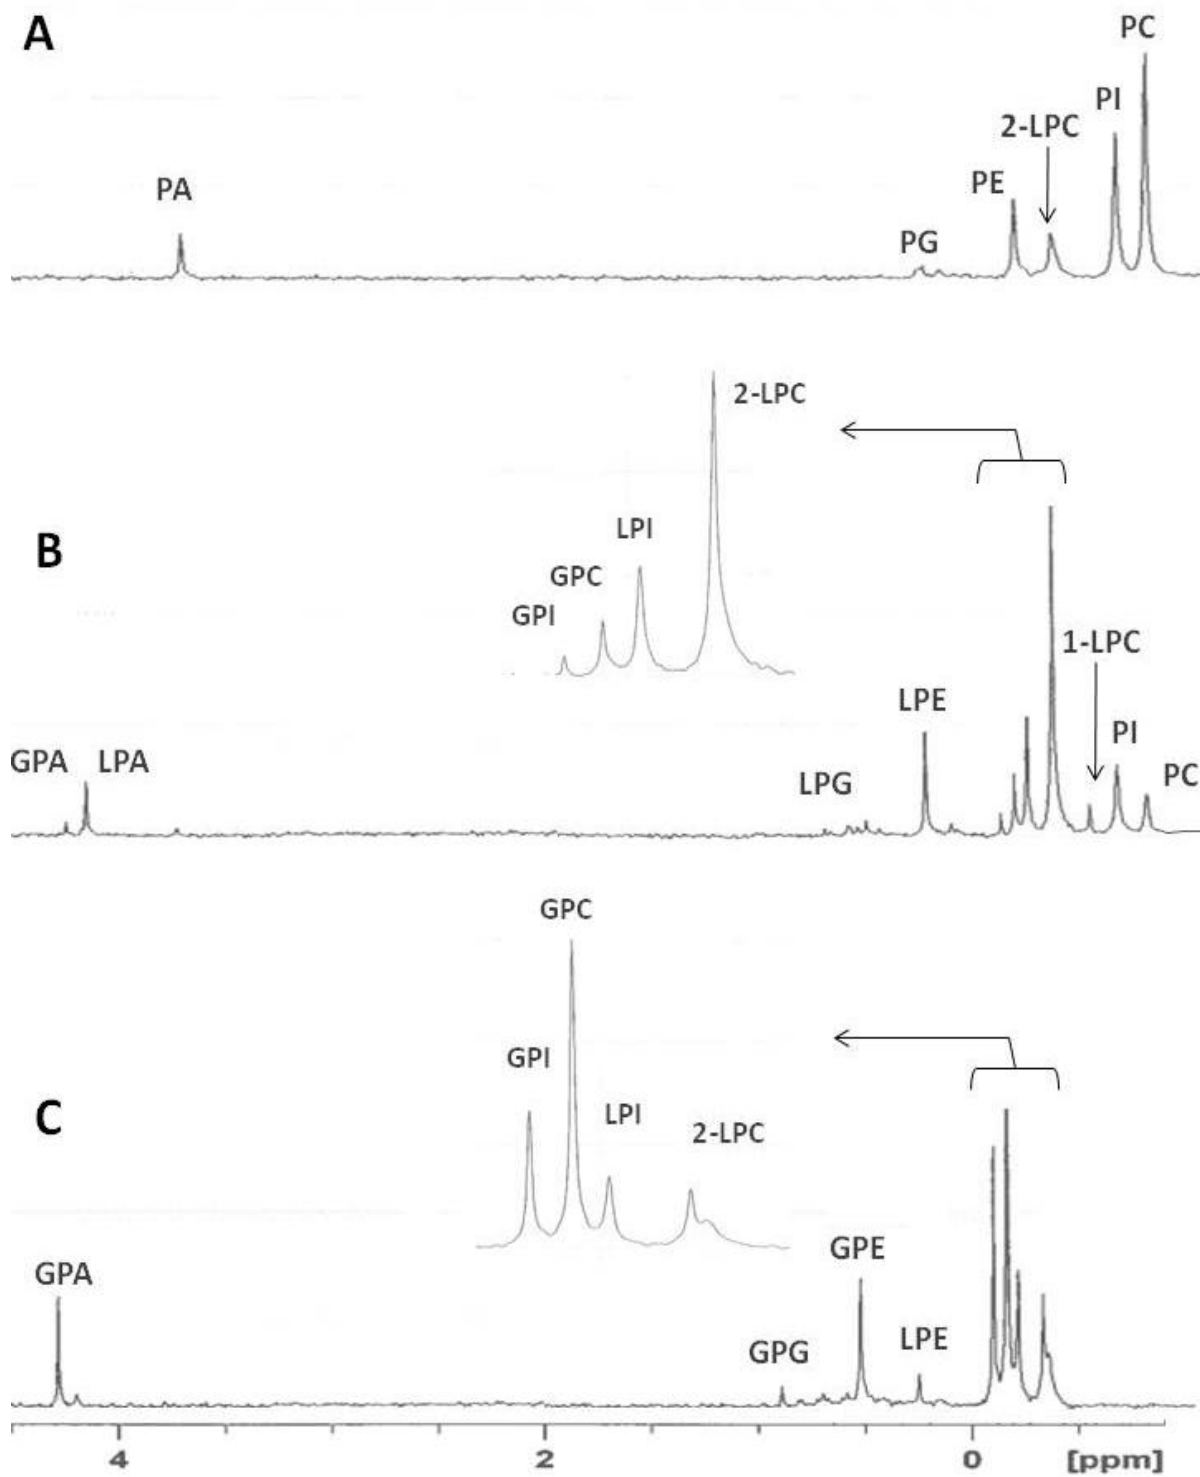 A
PC
PI
2-LPC
PA
PE
PG
2-LPC
LPI
B
GPC
GPI
1-LPC
LPE
PI
GPA LPA
LPG
PC
GPC
GPI
C
LPI
2-LPC
GPE
GPA
LPE
GPG
4 2 0 [ppm]